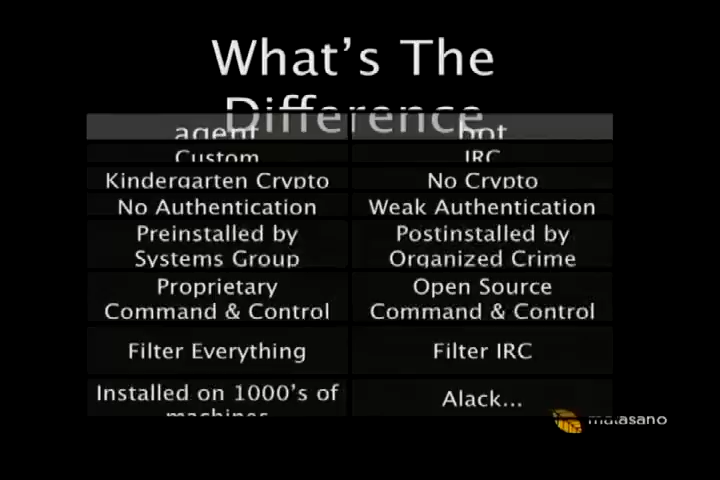 What's The
Difference
agent bot
Custom IRC
Kindergarten Crypto No Crypto
No Authentication Weak Authentication
Preinstalled by Postinstalled by
Systems Group Organized Crime
Proprietary Open Source
Command & Control Command & Control
Filter Everything Filter IRC
Installed on 1000's of Alack...
machines
matasano